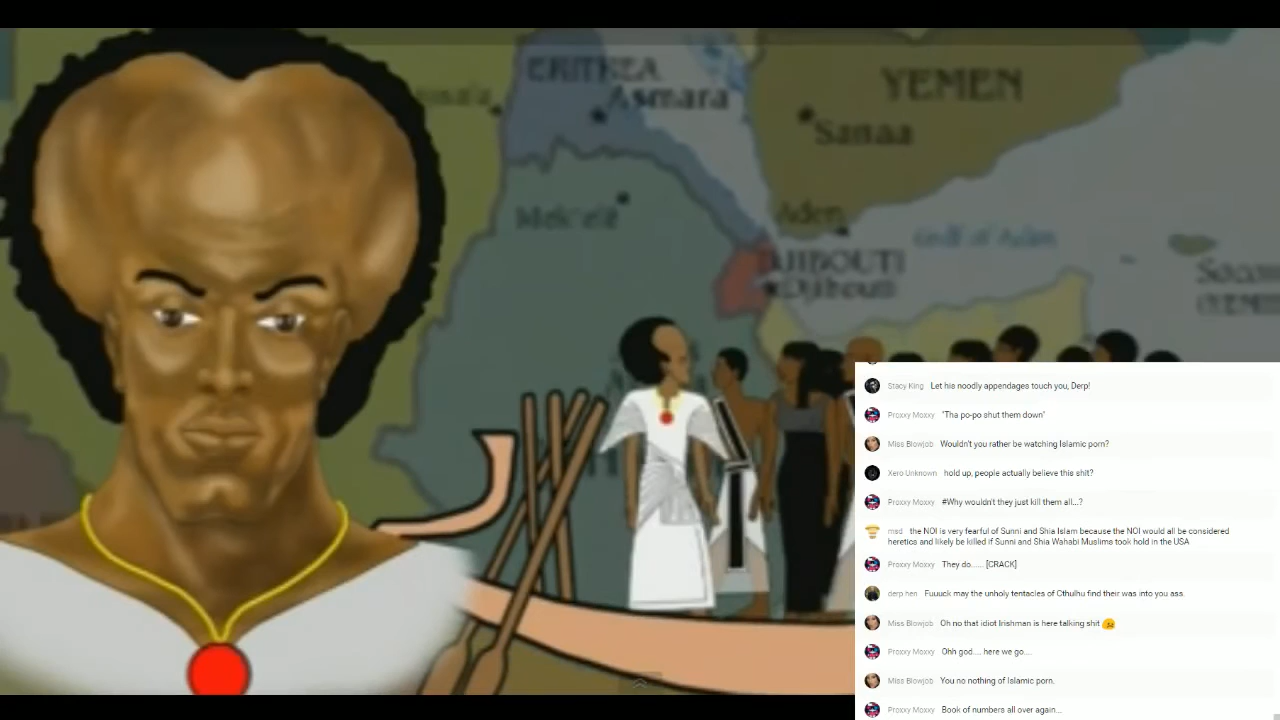 ERITREA
YEMEN
Asmara
Sanaa
Mek'elē
Aden
Gulf of Aden
DJIBOUTI
Djibouti
Stacy King Let his noodly appendages touch you, Derp!
Proxxy Moxxy "Tha po-po shut them down"
Miss Blowjob Wouldn't you rather be watching Islamic porn?
Xero Unknown hold up, people actually believe this shit?
Proxxy Moxxy #Why wouldn't they just kill them all...?
msd the NOI is very fearful of Sunni and Shia Islam because the NOI would all be considered
heretics and likely be killed if Sunni and Shia Wahabi Muslims took hold in the USA
Proxxy Moxxy They do...... [CRACK]
derp hen Fuuuck may the unholy tentacles of Cthulhu find their was into you ass.
Miss Blowjob Oh no that idiot Irishman is here talking shit
Proxxy Moxxy Ohh god.... here we go....
Miss Blowjob You no nothing of Islamic porn.
Proxxy Moxxy Book of numbers all over again...